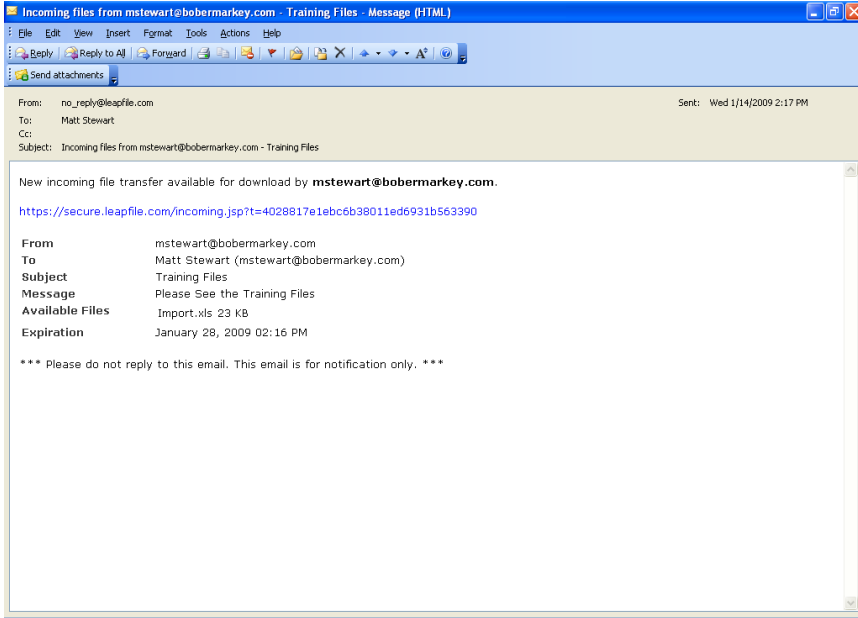 Incoming files from mstewart@bobermarkey.com - Training Files - Message (HTML)
File Edit View Insert Format Tools Actions Help
Reply Reply to All Forward
Send attachments
From: no_reply@leapfile.com Sent: Wed 1/14/2009 2:17 PM
To: Matt Stewart
Cc:
Subject: Incoming files from mstewart@bobermarkey.com - Training Files
New incoming file transfer available for download by mstewart@bobermarkey.com.
https://secure.leapfile.com/incoming.jsp?t=4028817e1ebc6b38011ed6931b563390
From mstewart@bobermarkey.com
To Matt Stewart (mstewart@bobermarkey.com)
Subject Training Files
Message Please See the Training Files
Available Files Import.xls 23 KB
Expiration January 28, 2009 02:16 PM
*** Please do not reply to this email. This email is for notification only. ***